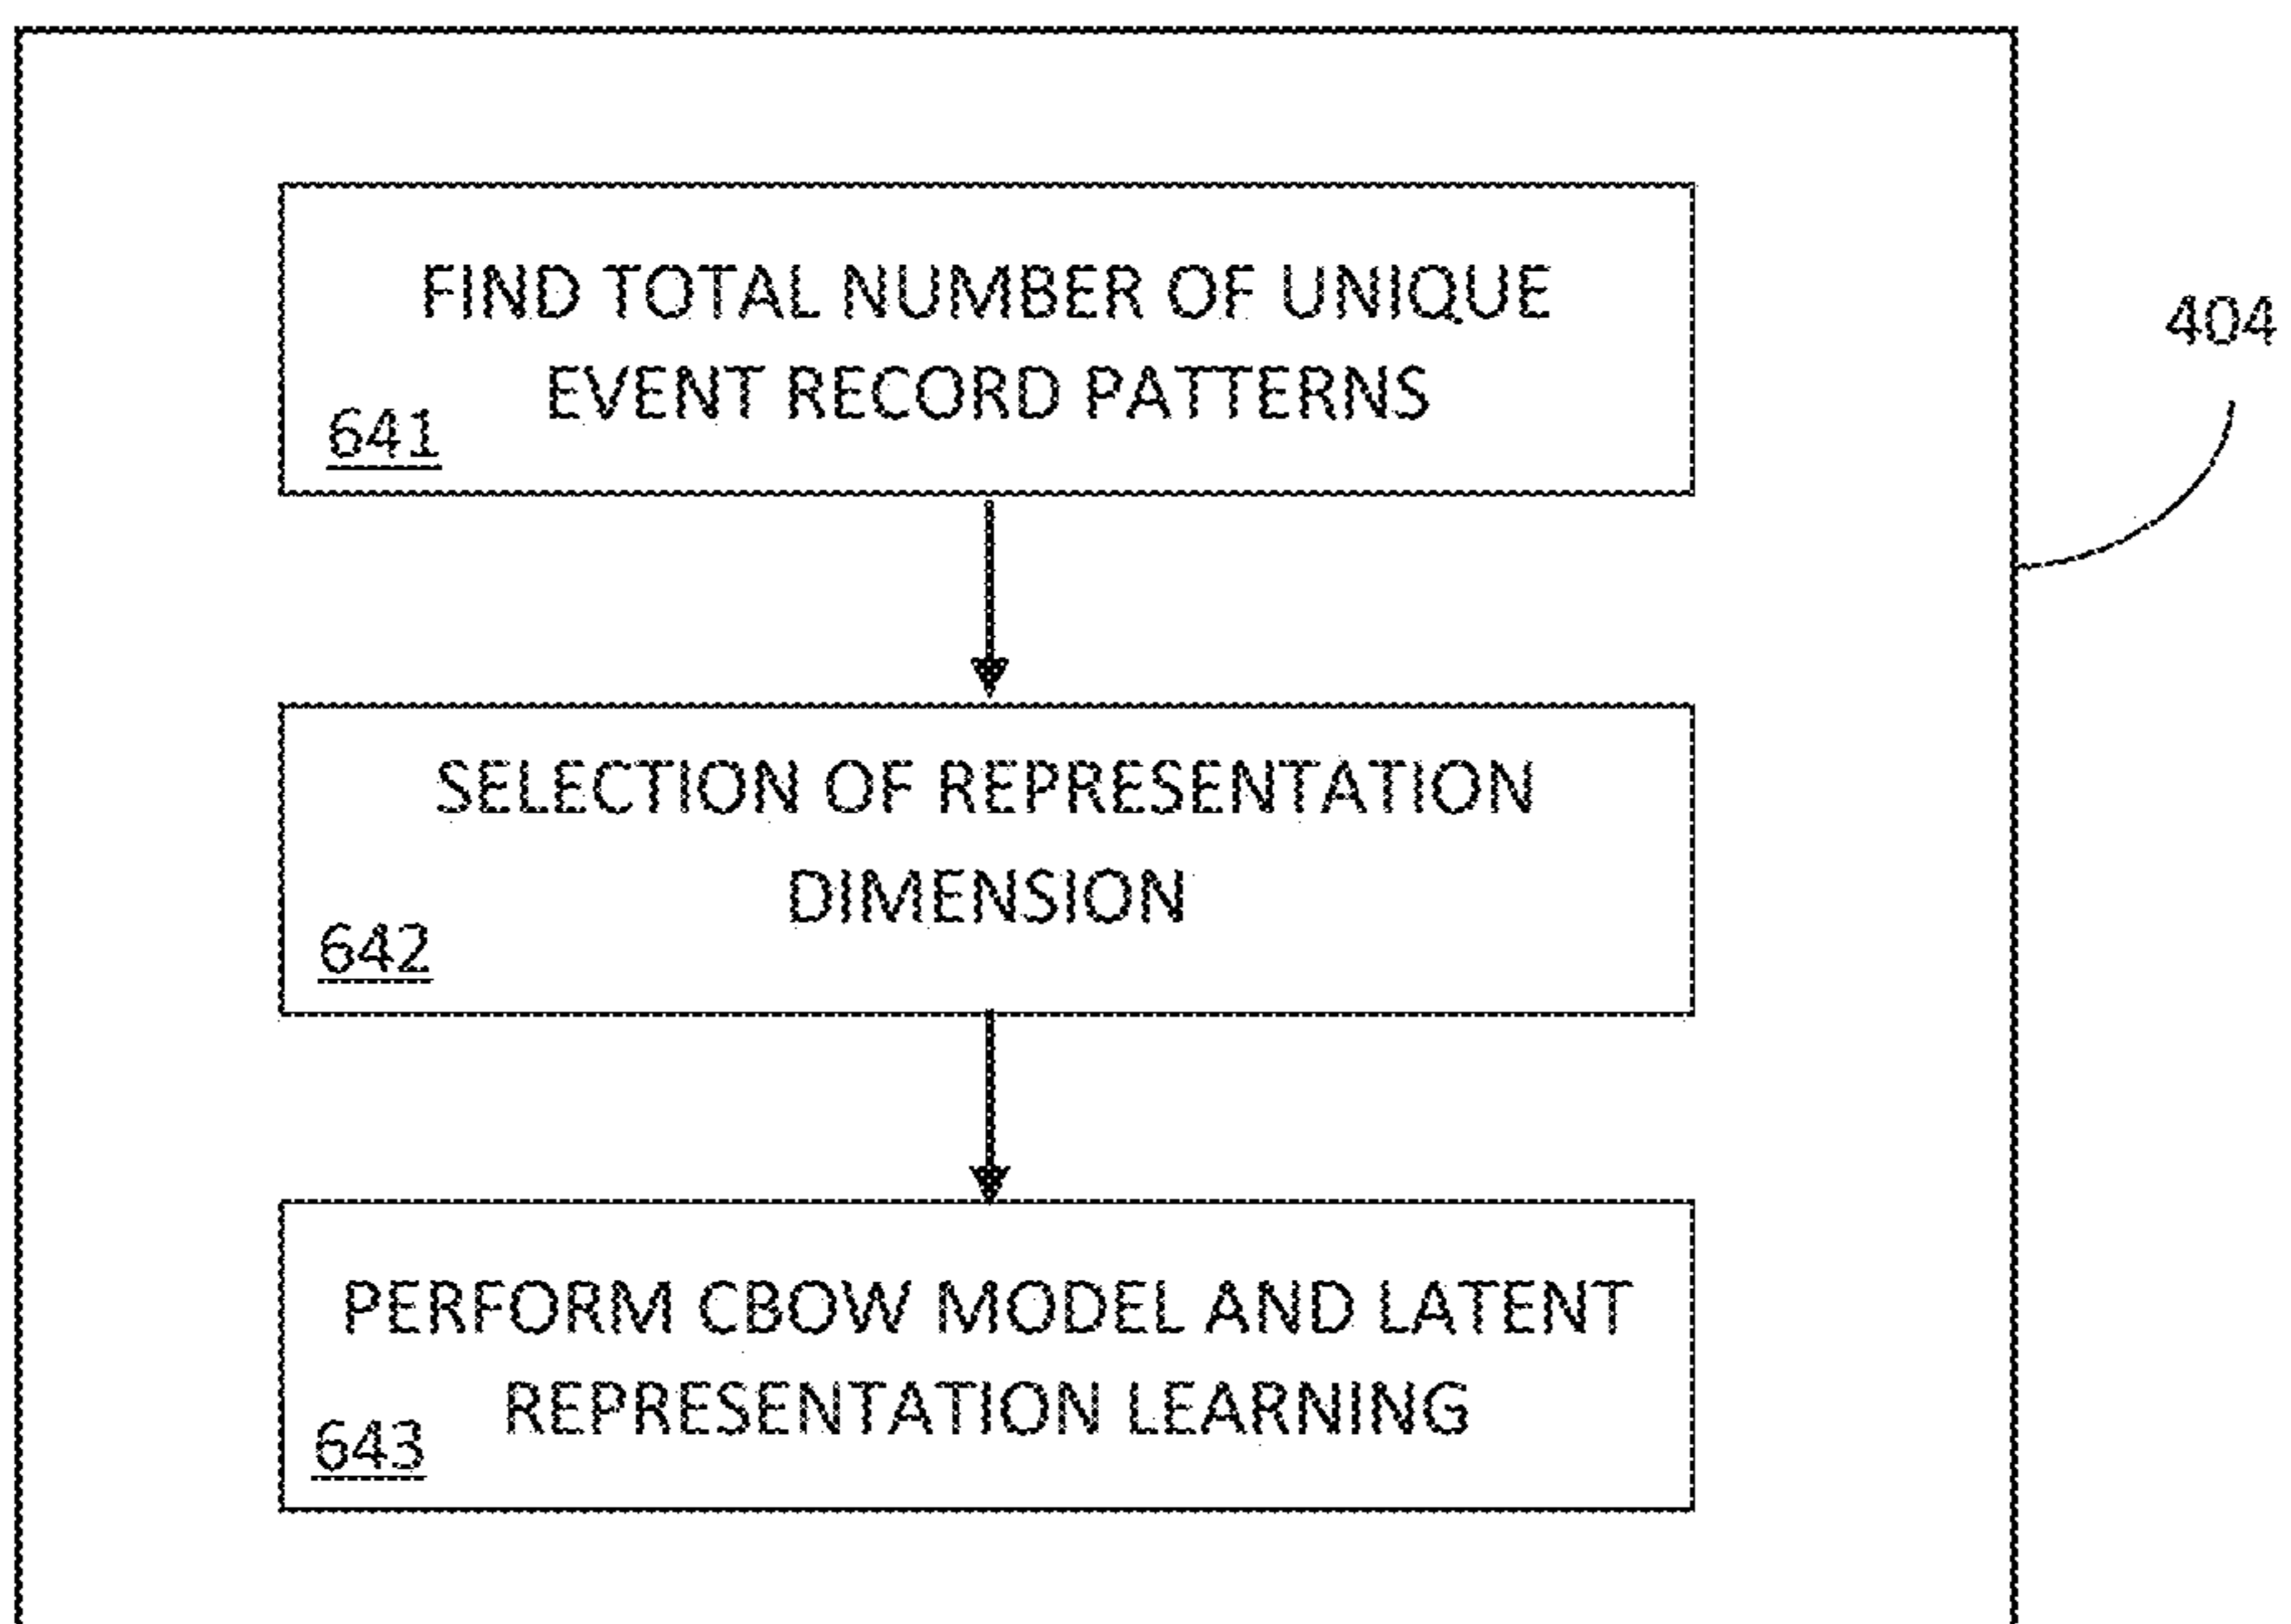 FIND TOTAL NUMBER OF UNIQUE
EVENT RECORD PATTERNS
641
404
SELECTION OF REPRESENTATION
DIMENSION
642
PERFORM CBOW MODEL AND LATENT
REPRESENTATION LEARNING
643